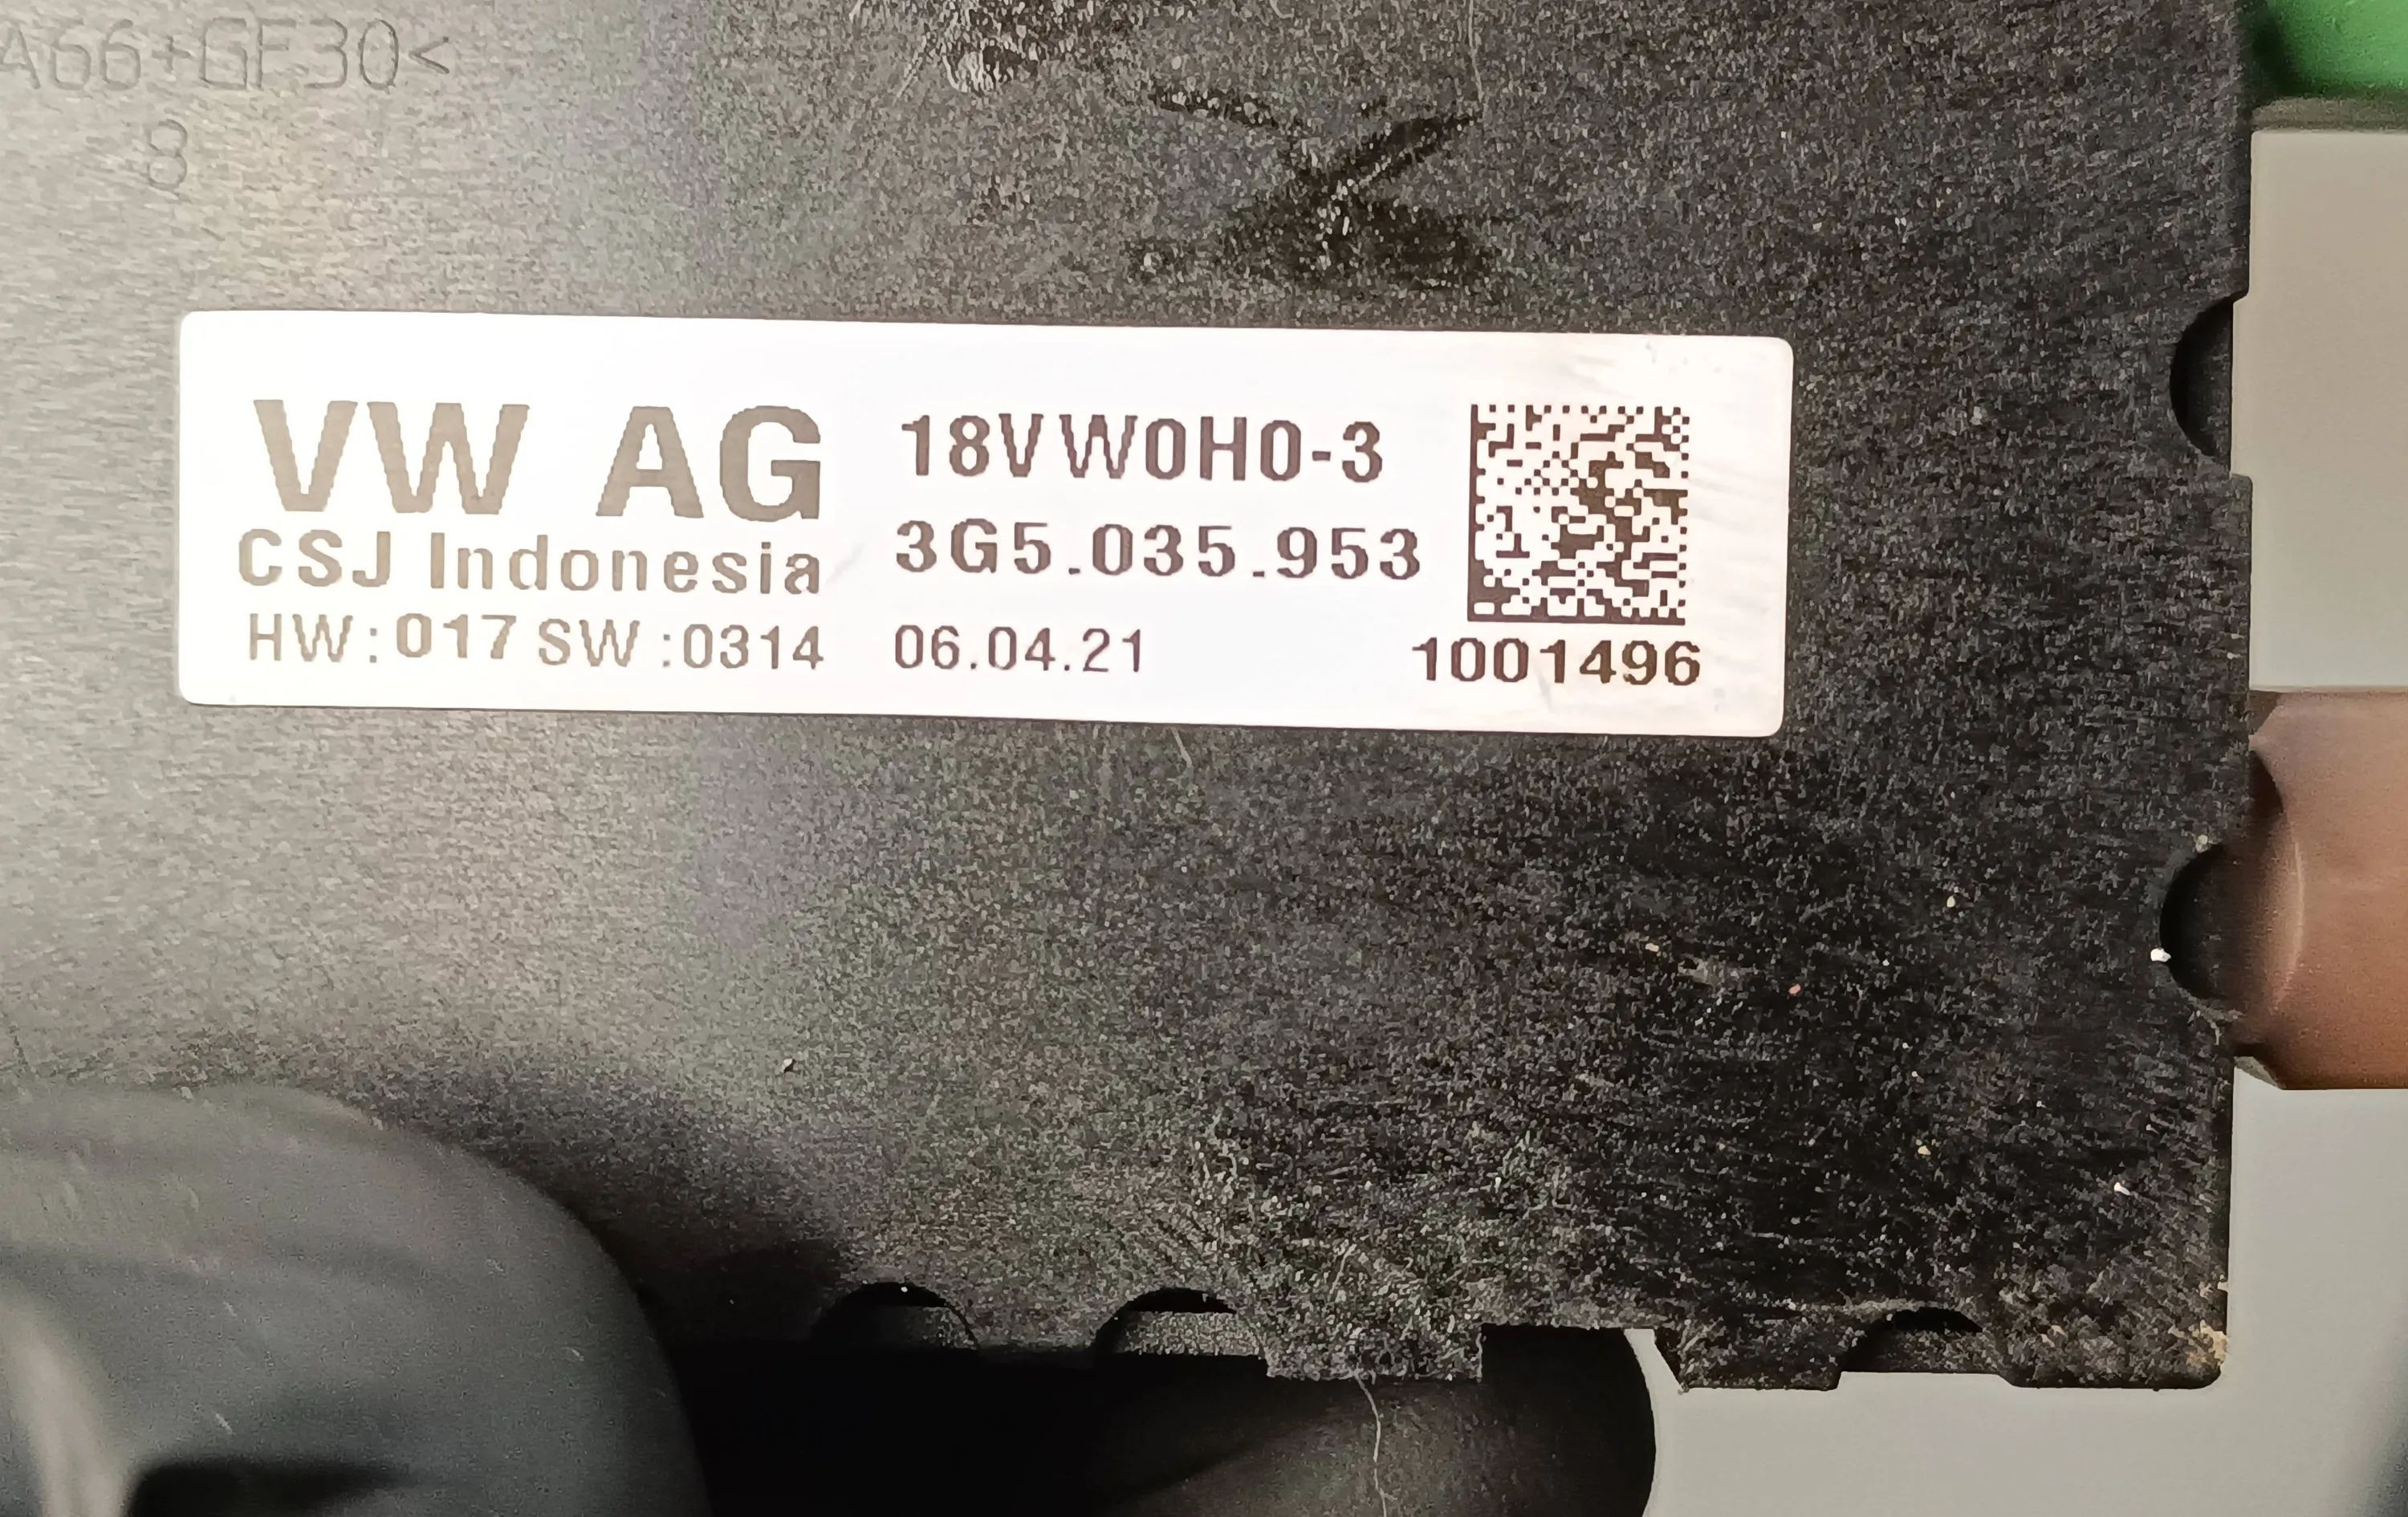 A66+GF30<
8
VW AG
CSJ Indonesia
HW:017 SW:0314
18VW0H0-3
3G5.035.953
06.04.21
1001496